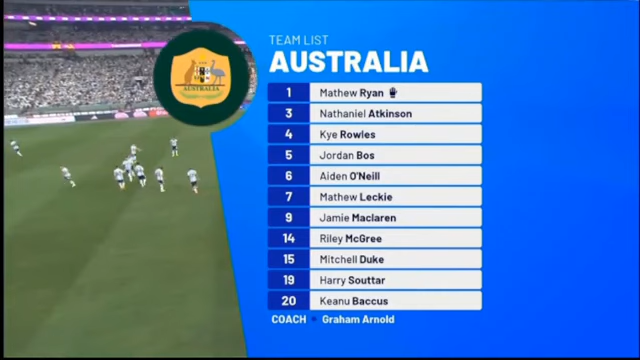 TEAM LIST
AUSTRALIA
AUSTRALIA
1 Mathew Ryan
3 Nathaniel Atkinson
4 Kye Rowles
5 Jordan Bos
6 Aiden O'Neill
7 Mathew Leckie
9 Jamie Maclaren
14 Riley McGree
15 Mitchell Duke
19 Harry Souttar
20 Keanu Baccus
COACH Graham Arnold